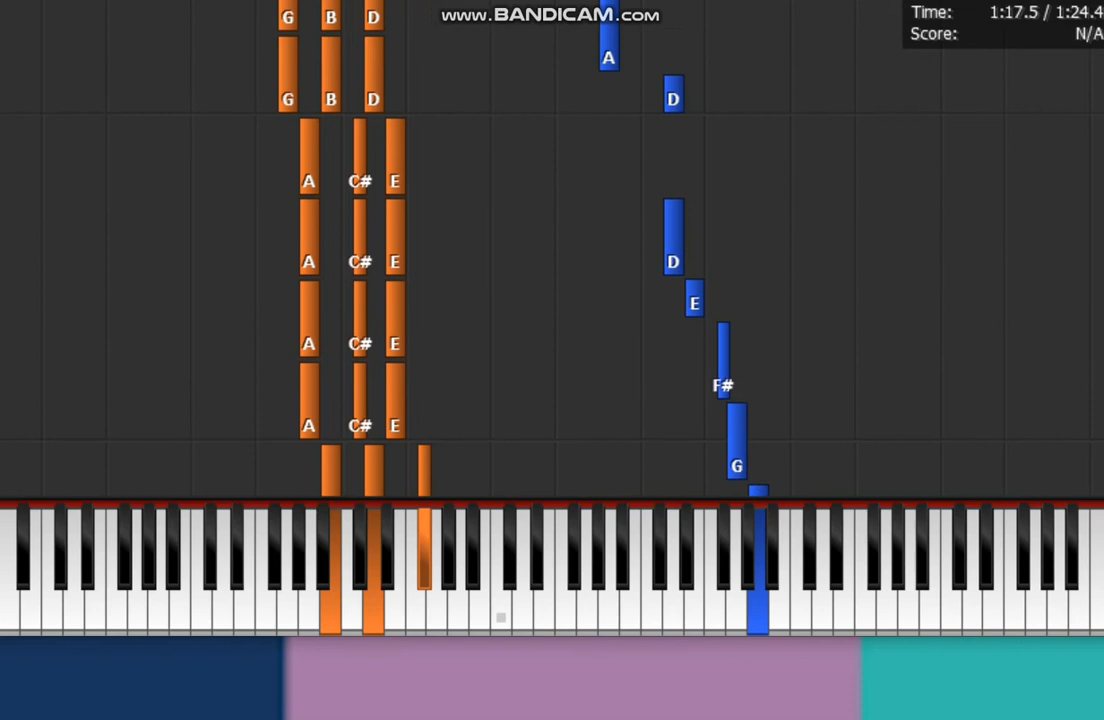 www.BANDICAM.com
Time: 1:17.5 / 1:24.4
Score: N/A
G B D
A
G B D D
A C# E
A C# E D
E
A C# E
F#
A C# E
G